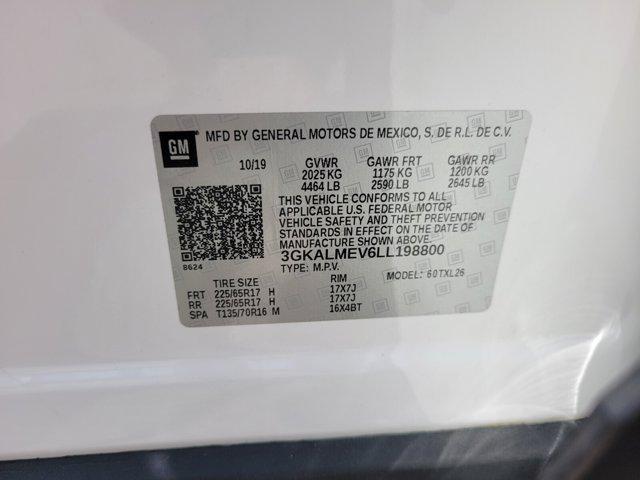 GM
MFD BY GENERAL MOTORS DE MEXICO, S. DE R.L. DE C.V.
10/19 GVWR GAWR FRT GAWR RR
2025 KG 1175 KG 1200 KG
4464 LB 2590 LB 2645 LB
THIS VEHICLE CONFORMS TO ALL
APPLICABLE U.S. FEDERAL MOTOR
VEHICLE SAFETY AND THEFT PREVENTION
STANDARDS IN EFFECT ON THE DATE OF
MANUFACTURE SHOWN ABOVE.
3GKALMEV6LL198800
8624 TYPE: M.P.V. MODEL: 60TXL26
TIRE SIZE RIM
FRT 225/65R17 H 17X7J
RR 225/65R17 H 17X7J
SPA T135/70R16 M 16X4BT